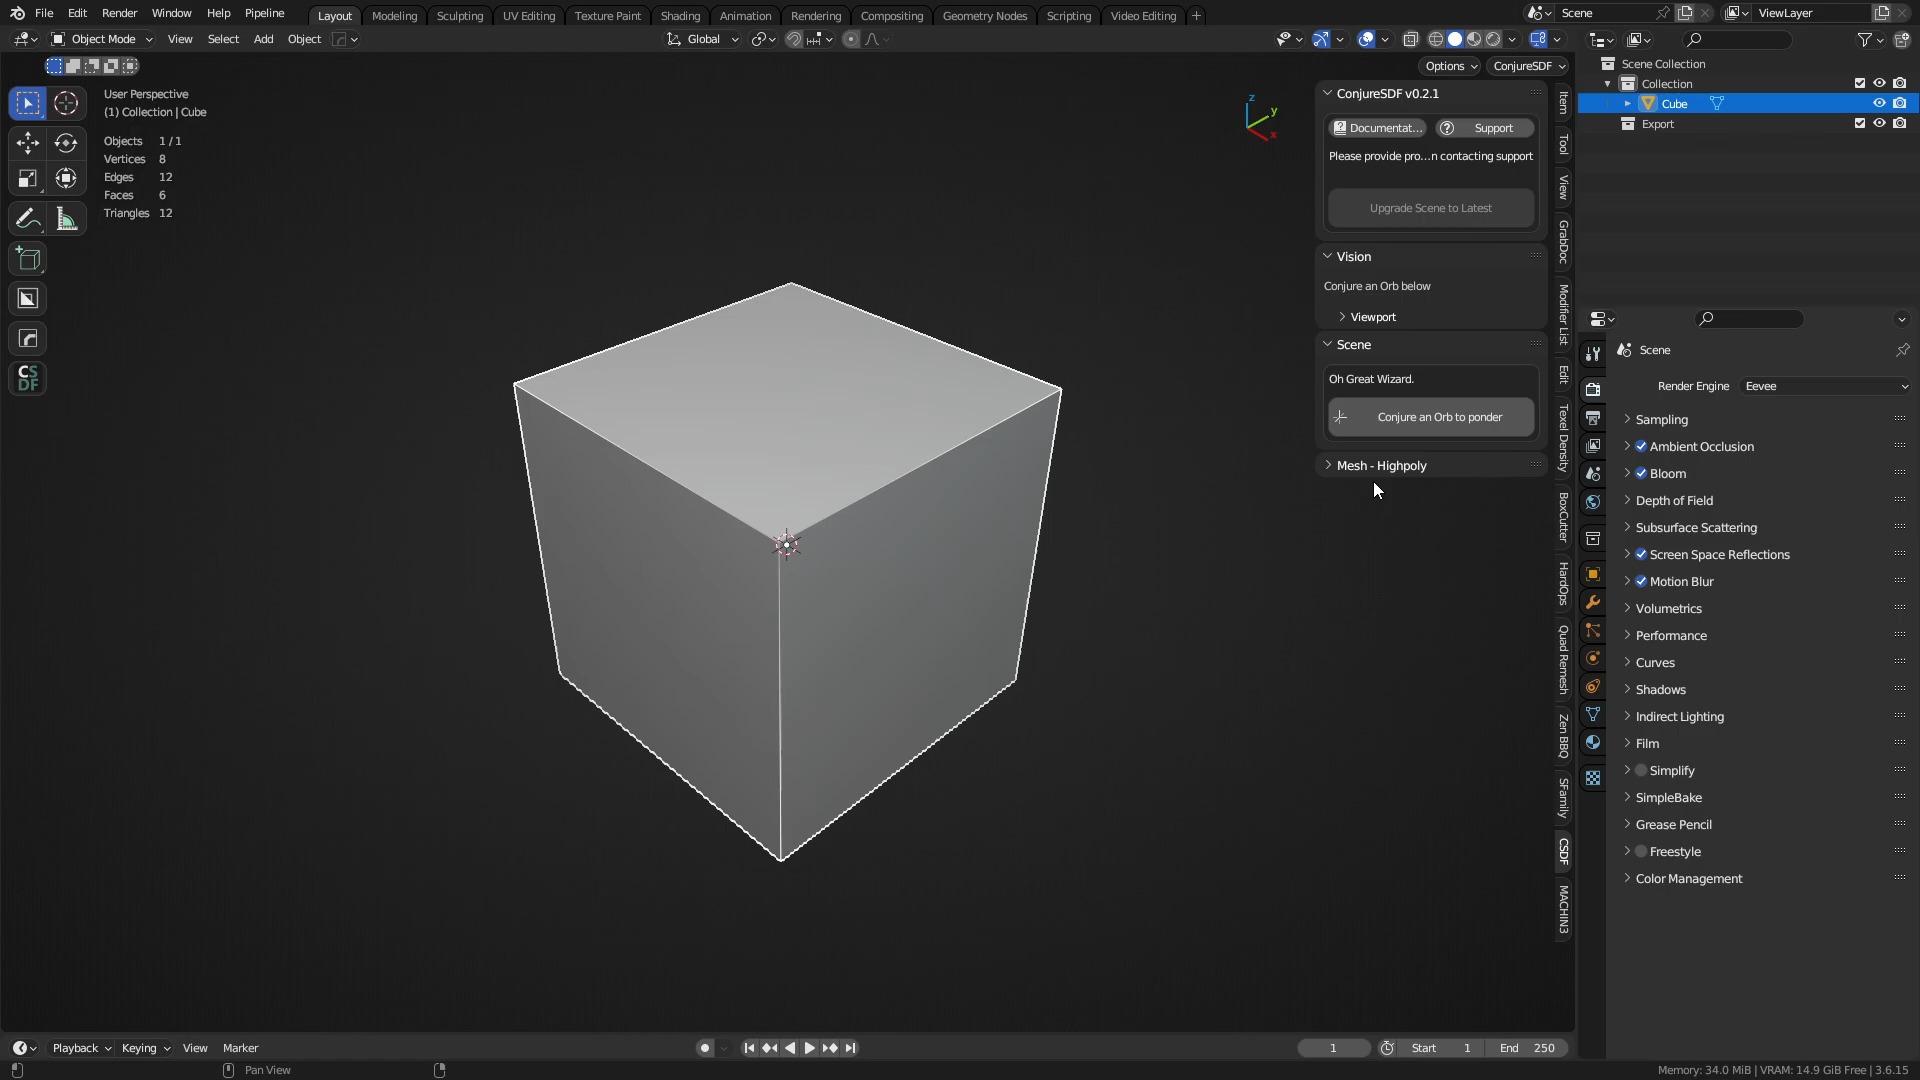 File Edit Render Window Help Pipeline
Layout Modeling Sculpting UV Editing Texture Paint Shading Animation Rendering Compositing Geometry Nodes Scripting Video Editing +
Scene
ViewLayer
Object Mode View Select Add Object
Global
Options
ConjureSDF
User Perspective
(1) Collection | Cube
Objects 1 / 1
Vertices 8
Edges 12
Faces 6
Triangles 12
CS
DF
z
y
x
ConjureSDF v0.2.1
Documentat...
Support
Please provide pro...n contacting support
Upgrade Scene to Latest
Vision
Conjure an Orb below
Viewport
Scene
Oh Great Wizard.
Conjure an Orb to ponder
Mesh - Highpoly
Item
Tool
View
GrabDoc
Modifier List
Edit
Texel Density
BoxCutter
HardOps
Quad Remesh
Zen BBQ
SFamily
CSDF
MACHIN3
Scene Collection
Collection
Cube
Export
Scene
Render Engine Eevee
Sampling
Ambient Occlusion
Bloom
Depth of Field
Subsurface Scattering
Screen Space Reflections
Motion Blur
Volumetrics
Performance
Curves
Shadows
Indirect Lighting
Film
Simplify
SimpleBake
Grease Pencil
Freestyle
Color Management
Playback Keying View Marker
1
Start 1
End 250
Pan View
Memory: 34.0 MiB | VRAM: 14.9 GiB Free | 3.6.15